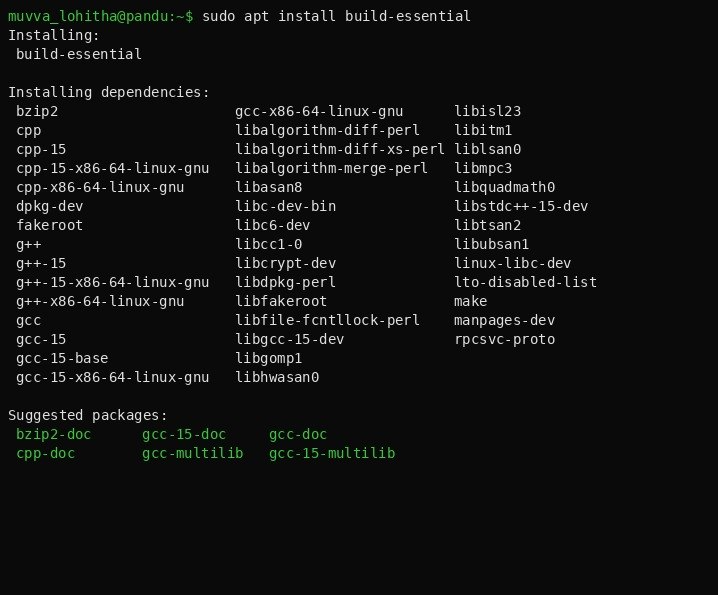 muvva_lohitha@pandu:~$ sudo apt install build-essential
Installing:
 build-essential

Installing dependencies:
 bzip2                     gcc-x86-64-linux-gnu      libisl23
 cpp                       libalgorithm-diff-perl    libitm1
 cpp-15                    libalgorithm-diff-xs-perl liblsan0
 cpp-15-x86-64-linux-gnu   libalgorithm-merge-perl   libmpc3
 cpp-x86-64-linux-gnu      libasan8                  libquadmath0
 dpkg-dev                  libc-dev-bin              libstdc++-15-dev
 fakeroot                  libc6-dev                 libtsan2
 g++                       libcc1-0                  libubsan1
 g++-15                    libcrypt-dev              linux-libc-dev
 g++-15-x86-64-linux-gnu   libdpkg-perl              lto-disabled-list
 g++-x86-64-linux-gnu      libfakeroot               make
 gcc                       libfile-fcntllock-perl    manpages-dev
 gcc-15                    libgcc-15-dev             rpcsvc-proto
 gcc-15-base               libgomp1
 gcc-15-x86-64-linux-gnu   libhwasan0

Suggested packages:
 bzip2-doc      gcc-15-doc     gcc-doc
 cpp-doc        gcc-multilib   gcc-15-multilib